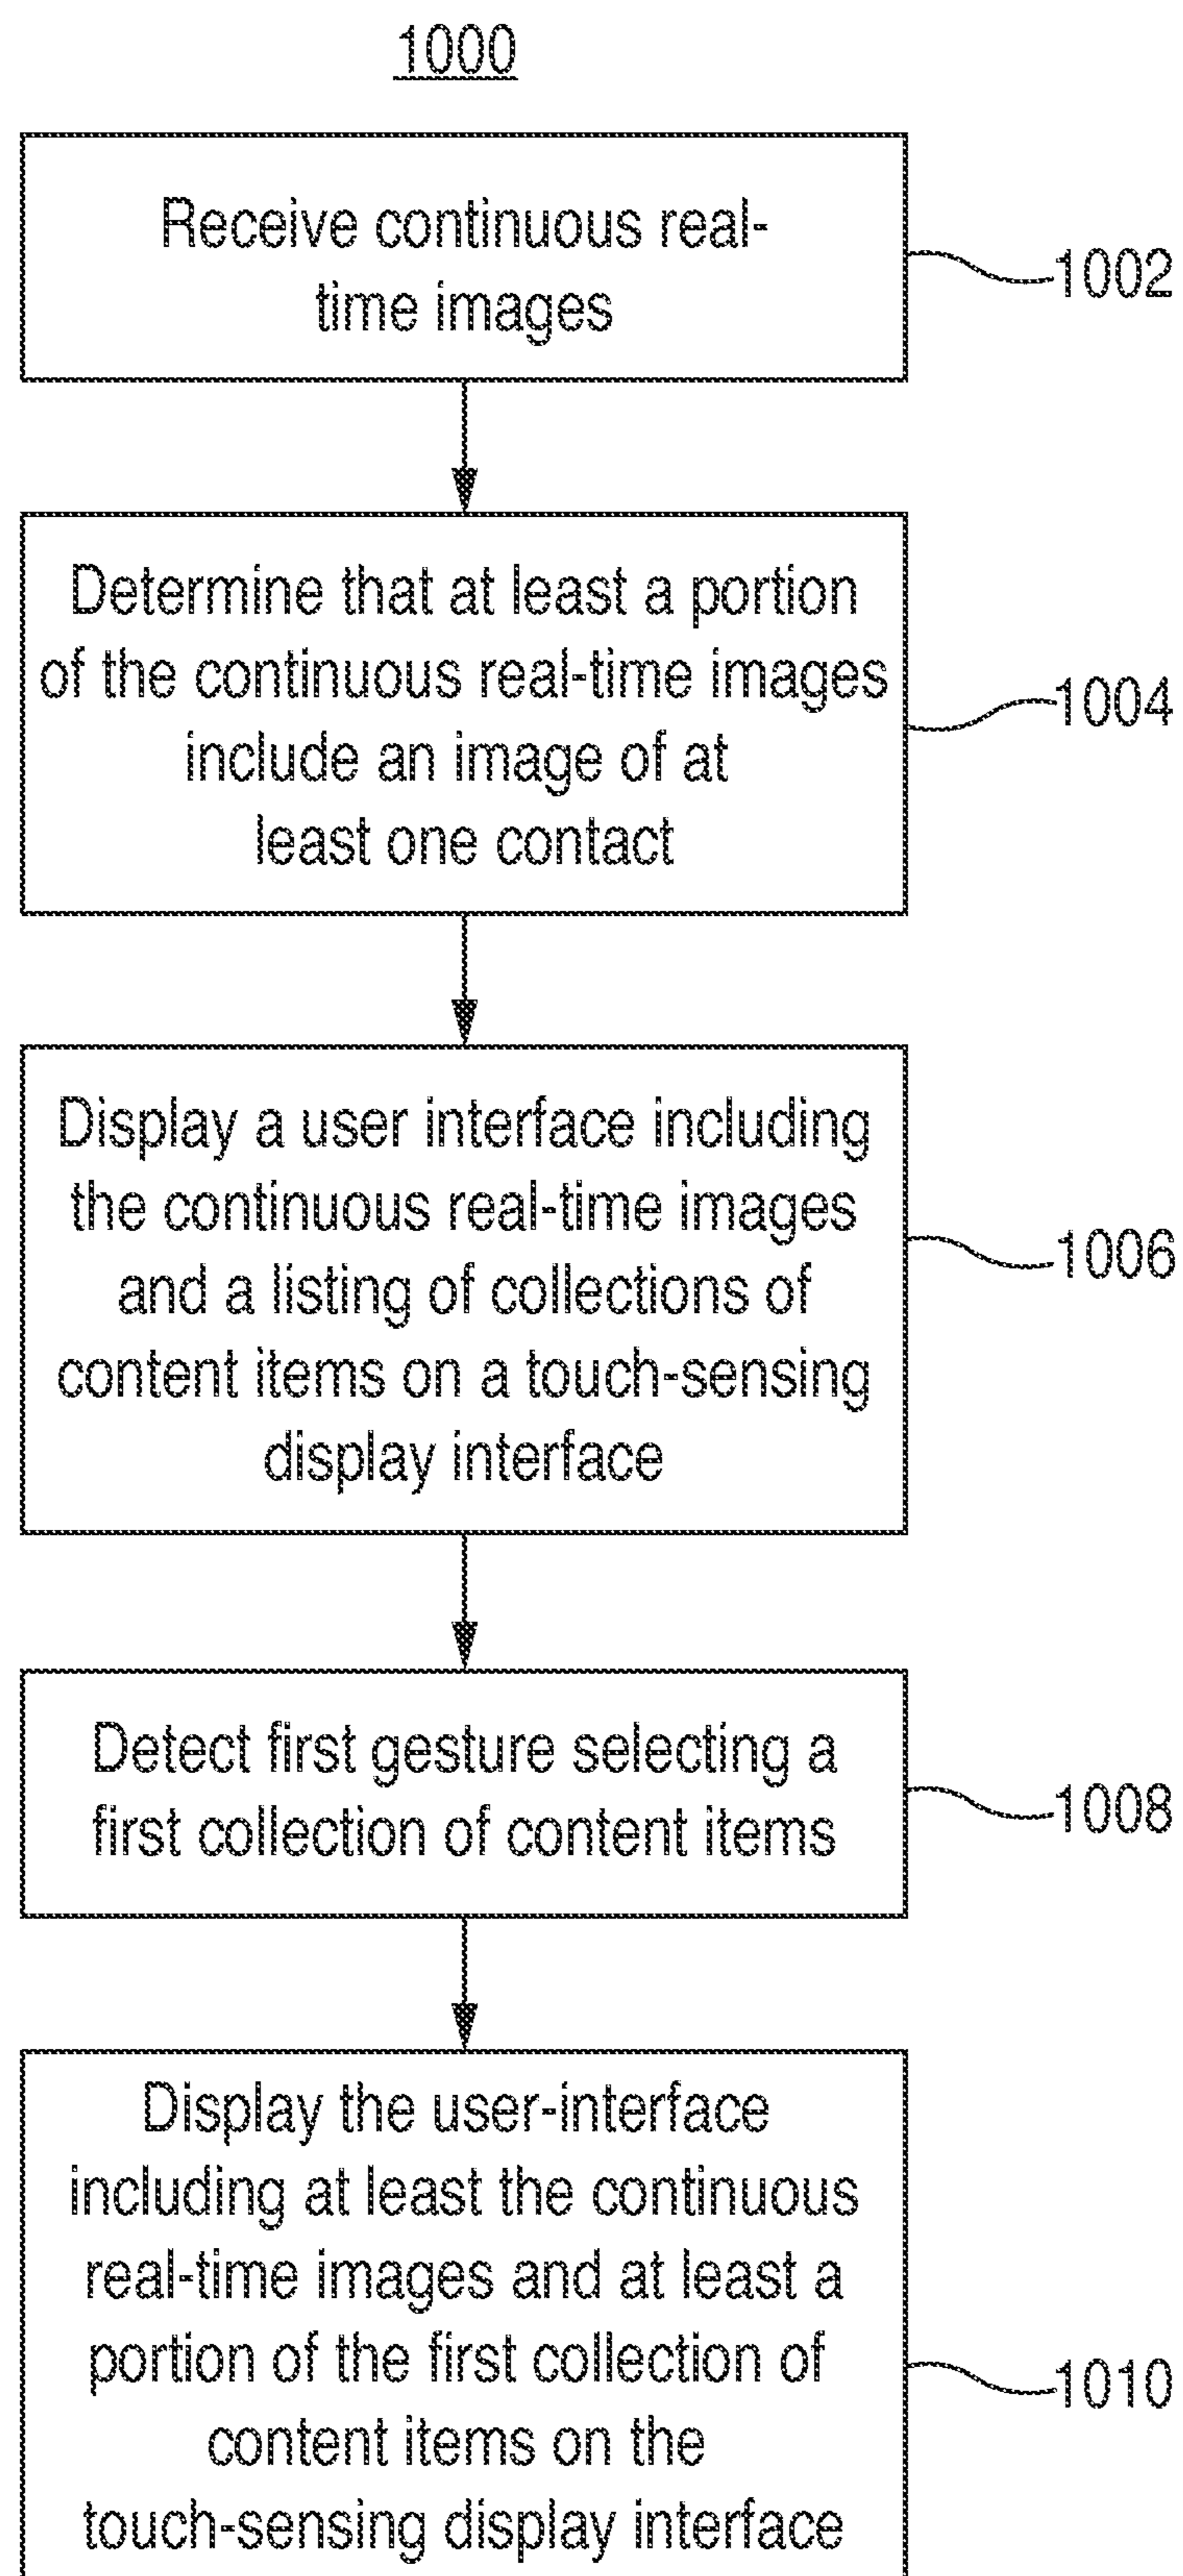 1000
Receive continuous real-
time images
1002
Determine that at least a portion
of the continuous real-time images
include an image of at
least one contact
1004
Display a user interface including
the continuous real-time images
and a listing of collections of
content items on a touch-sensing
display interface
1006
Detect first gesture selecting a
first collection of content items
1008
Display the user-interface
including at least the continuous
real-time images and at least a
portion of the first collection of
content items on the
touch-sensing display interface
1010